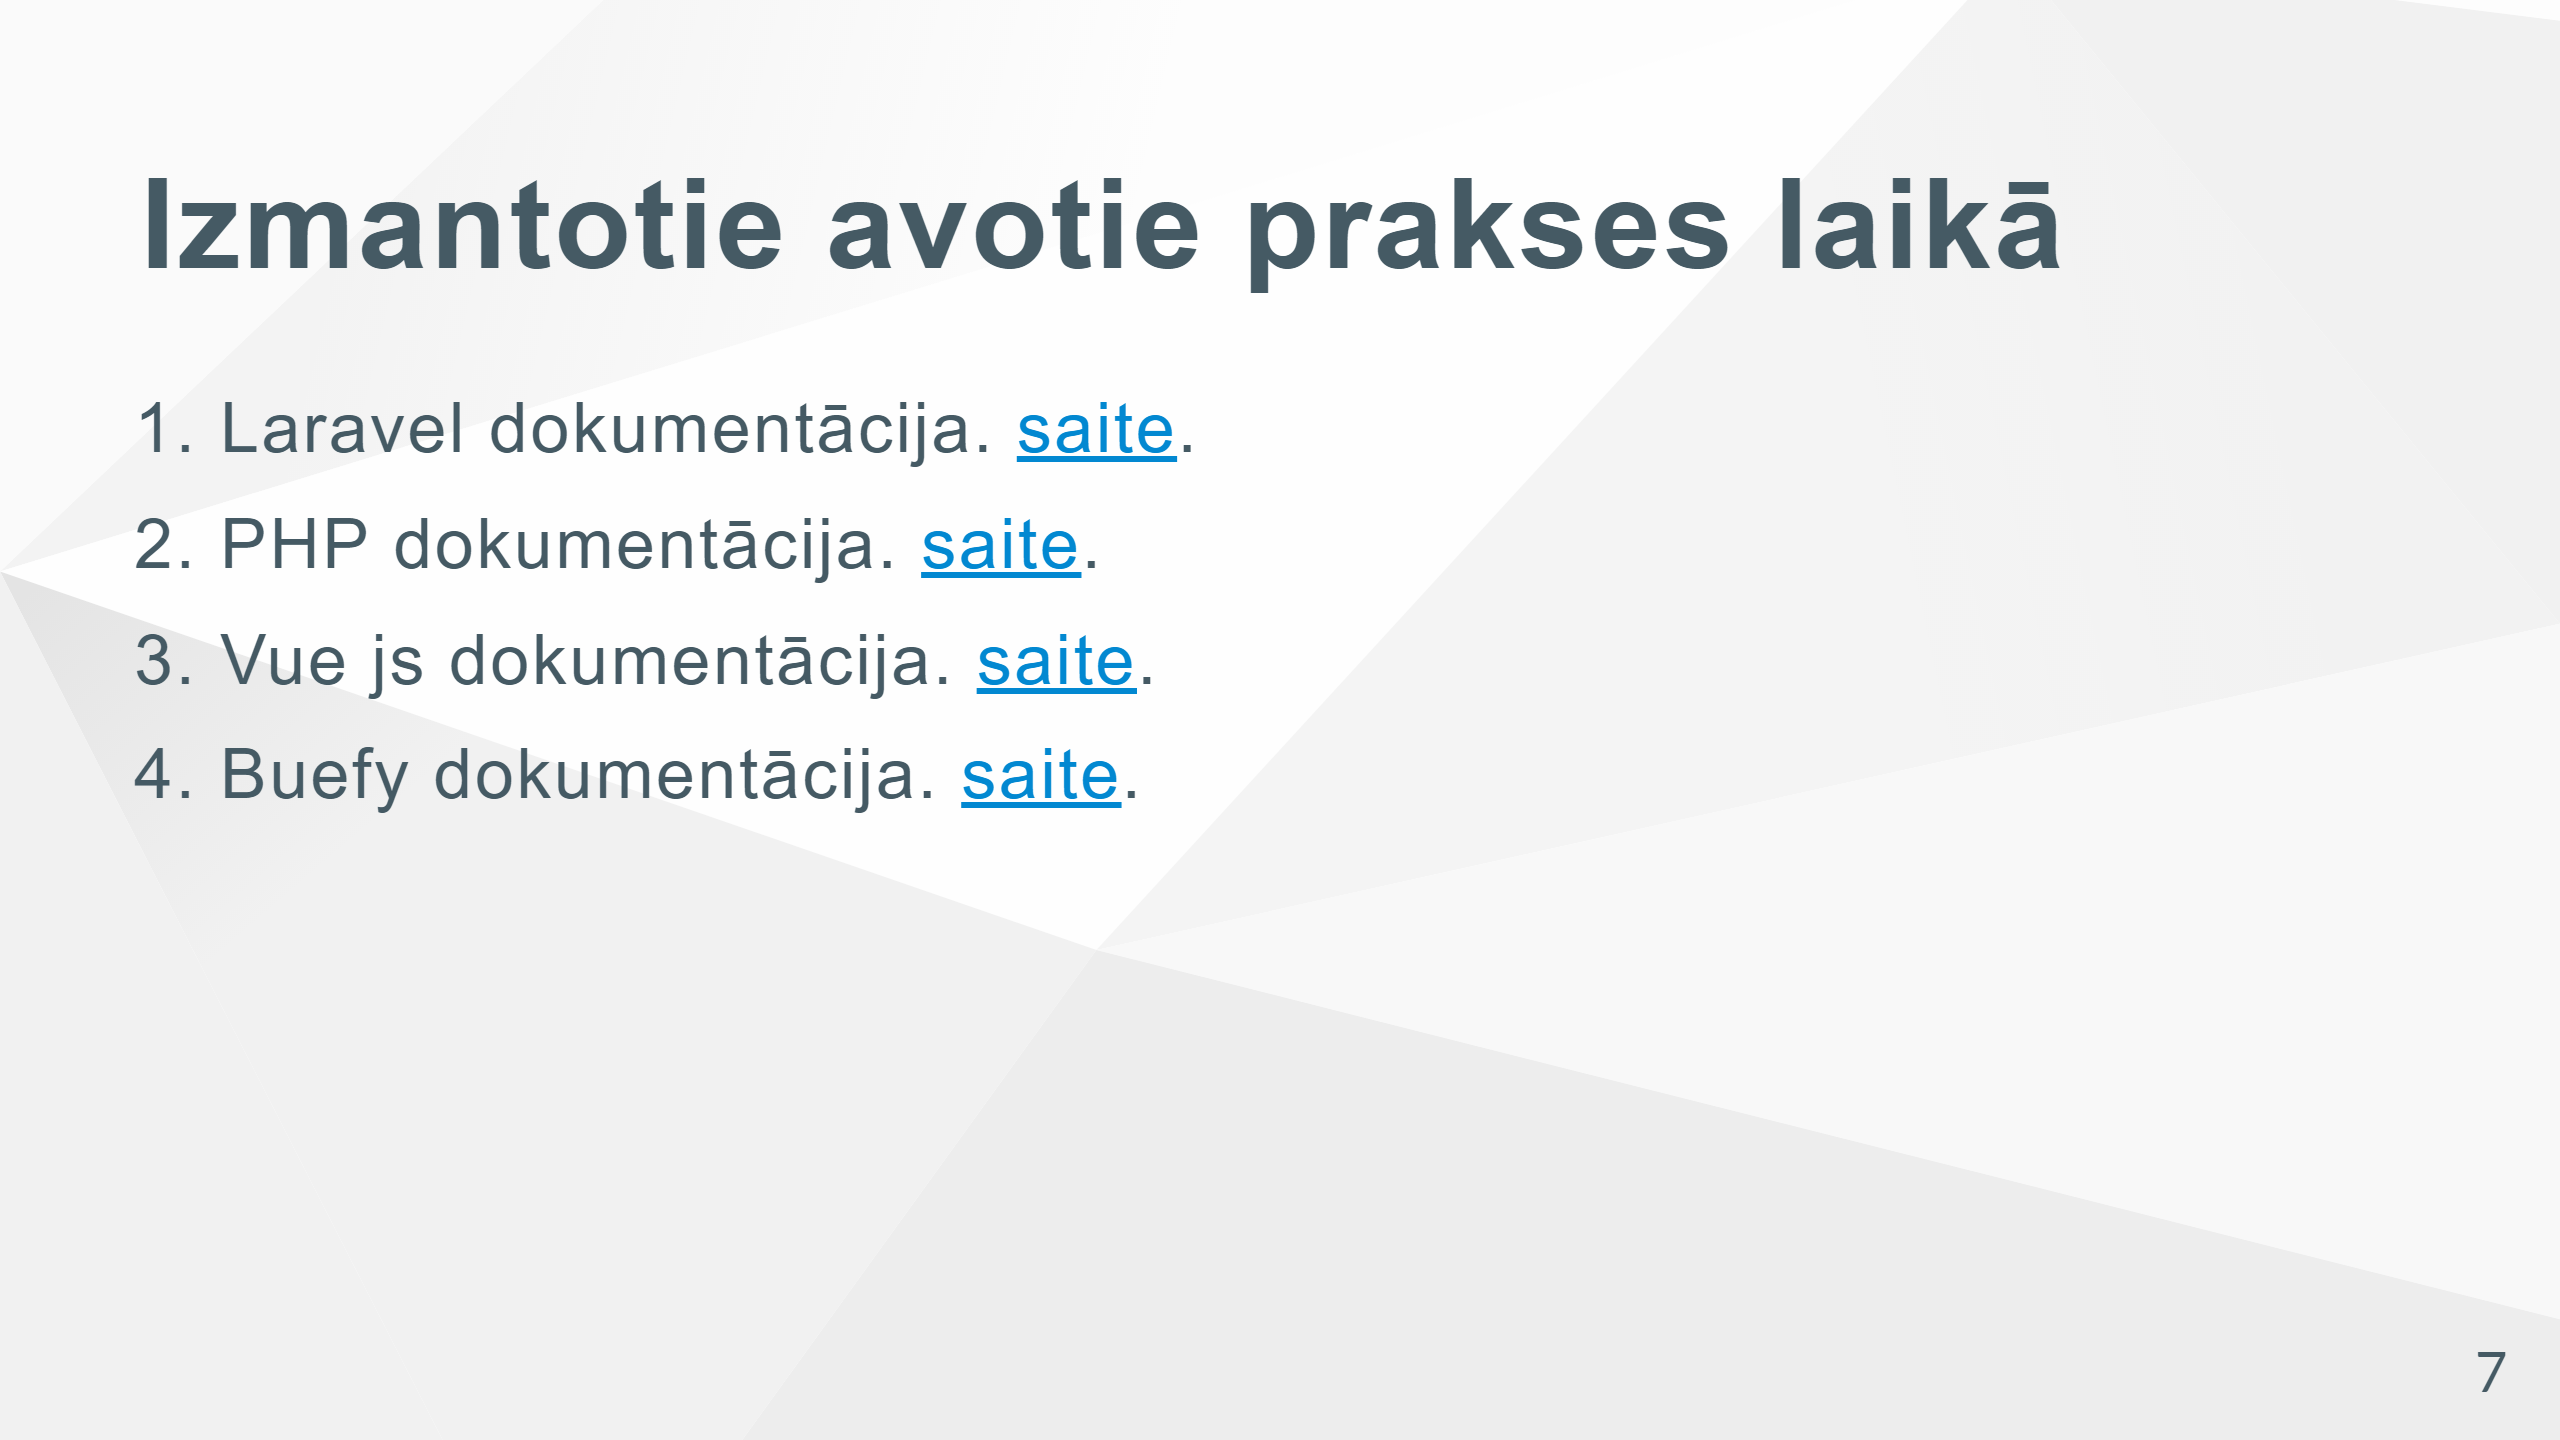 Izmantotie avotie prakses laikā
1. Laravel dokumentācija. saite.
2. PHP dokumentācija. saite.
3. Vue js dokumentācija. saite.
4. Buefy dokumentācija. saite.
7